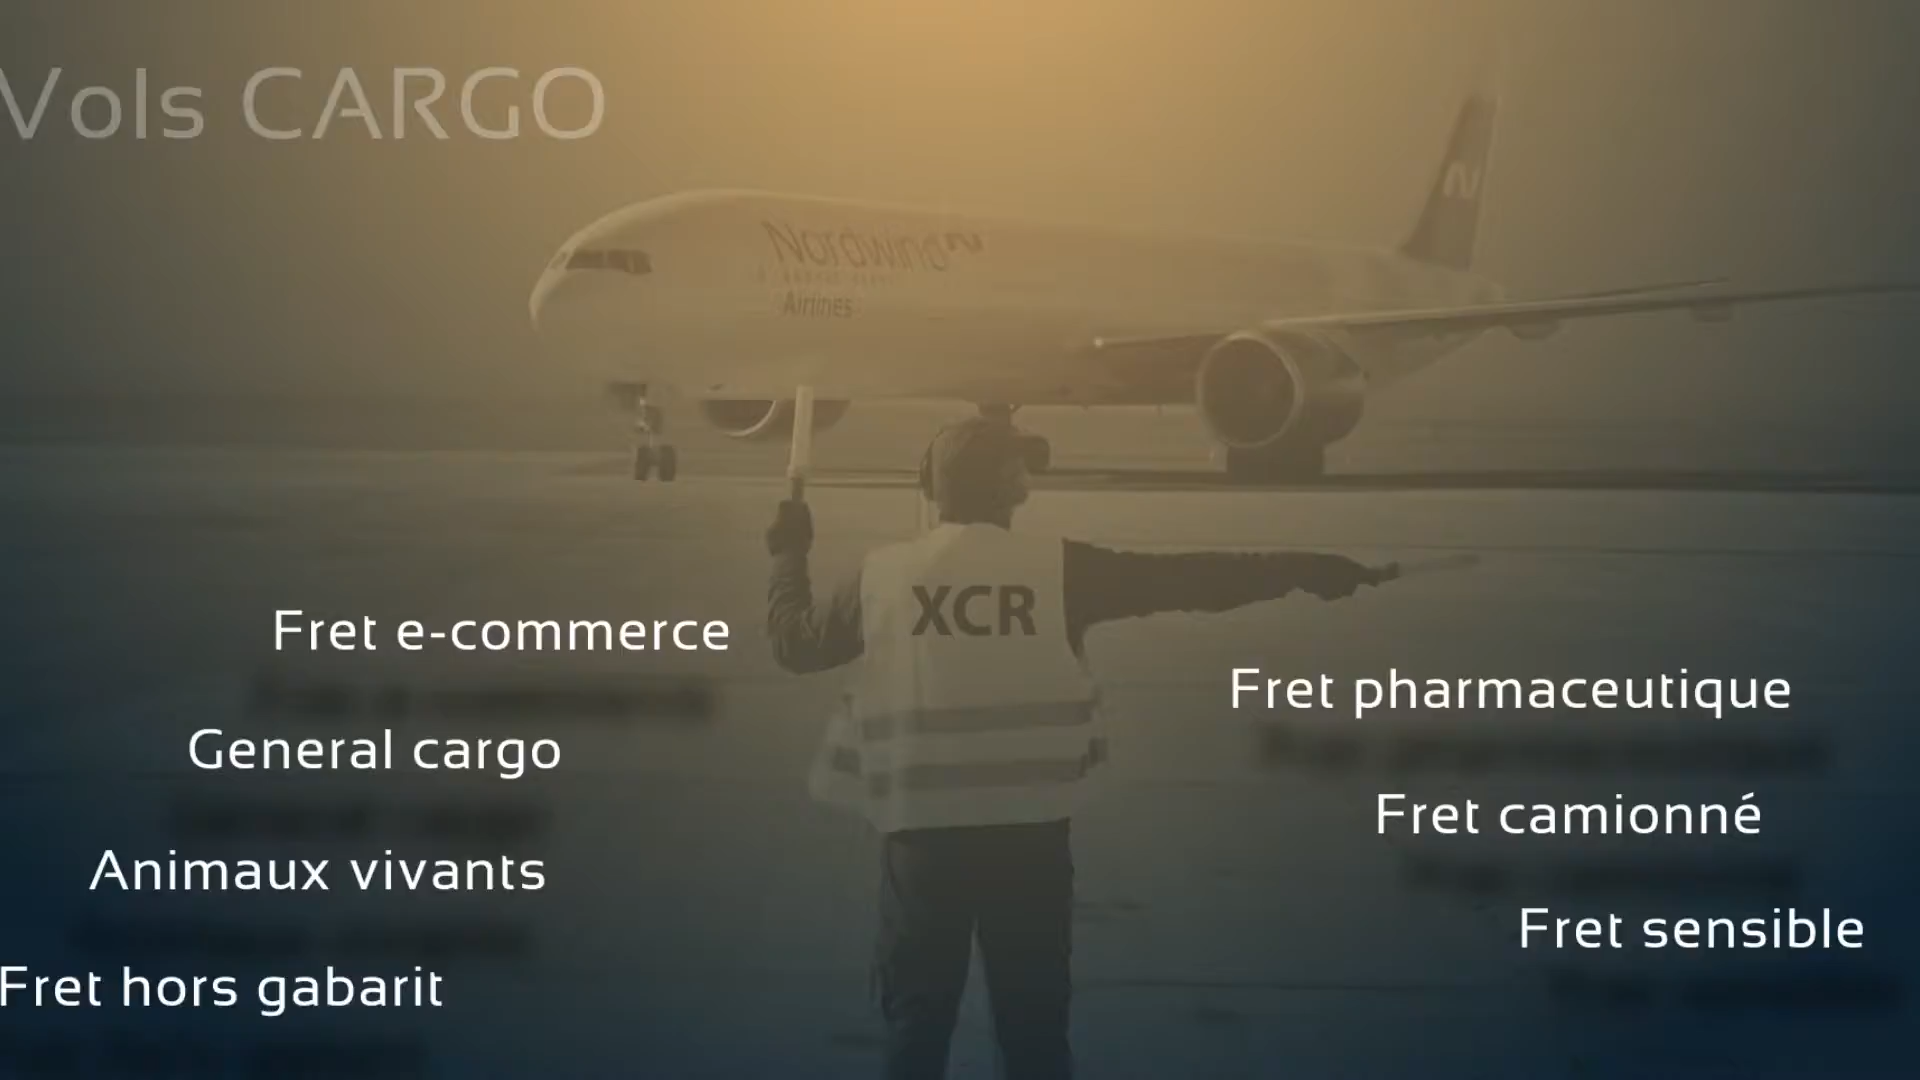 Vols CARGO
Nordwind
Airlines
XCR
Fret e-commerce
General cargo
Animaux vivants
Fret hors gabarit
Fret pharmaceutique
Fret camionné
Fret sensible